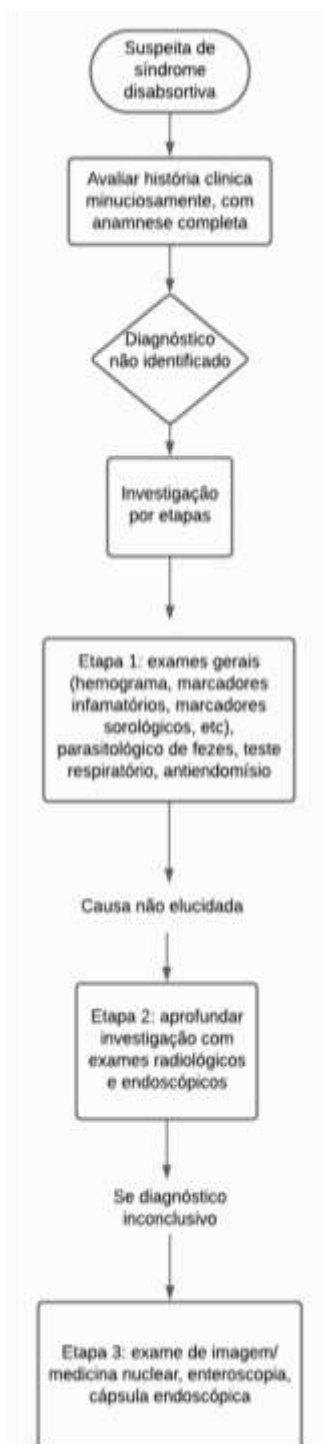 Suspeita de
síndrome
disabsortiva
Avaliar história clinica
minuciosamente, com
anamnese completa
Diagnóstico
não identificado
Investigação
por etapas
Etapa 1: exames gerais
(hemograma, marcadores
infamatórios, marcadores
sorológicos, etc),
parasitológico de fezes, teste
respiratório, antiendomísio
Causa não elucidada
Etapa 2: aprofundar
investigação com
exames radiológicos
e endoscópicos
Se diagnóstico
inconclusivo
Etapa 3: exame de imagem/
medicina nuclear, enteroscopia,
cápsula endoscópica